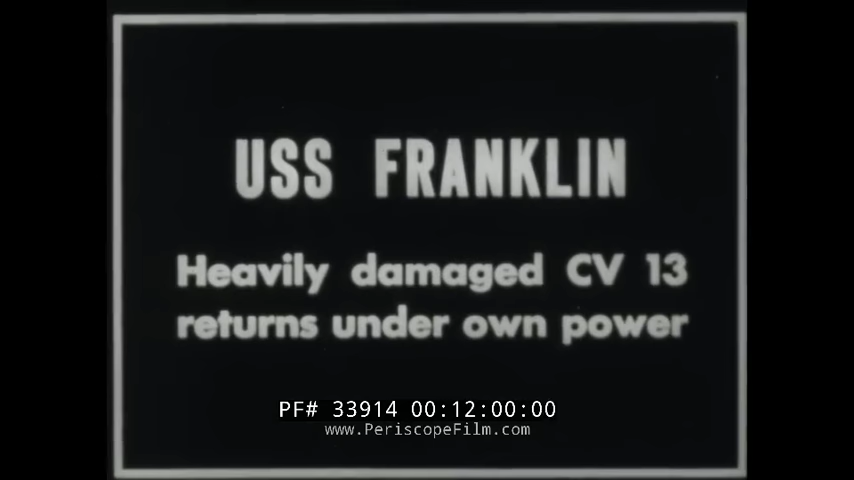 USS FRANKLIN
Heavily damaged CV 13
returns under own power
PF# 33914 00:12:00:00
www.PeriscopeFilm.com